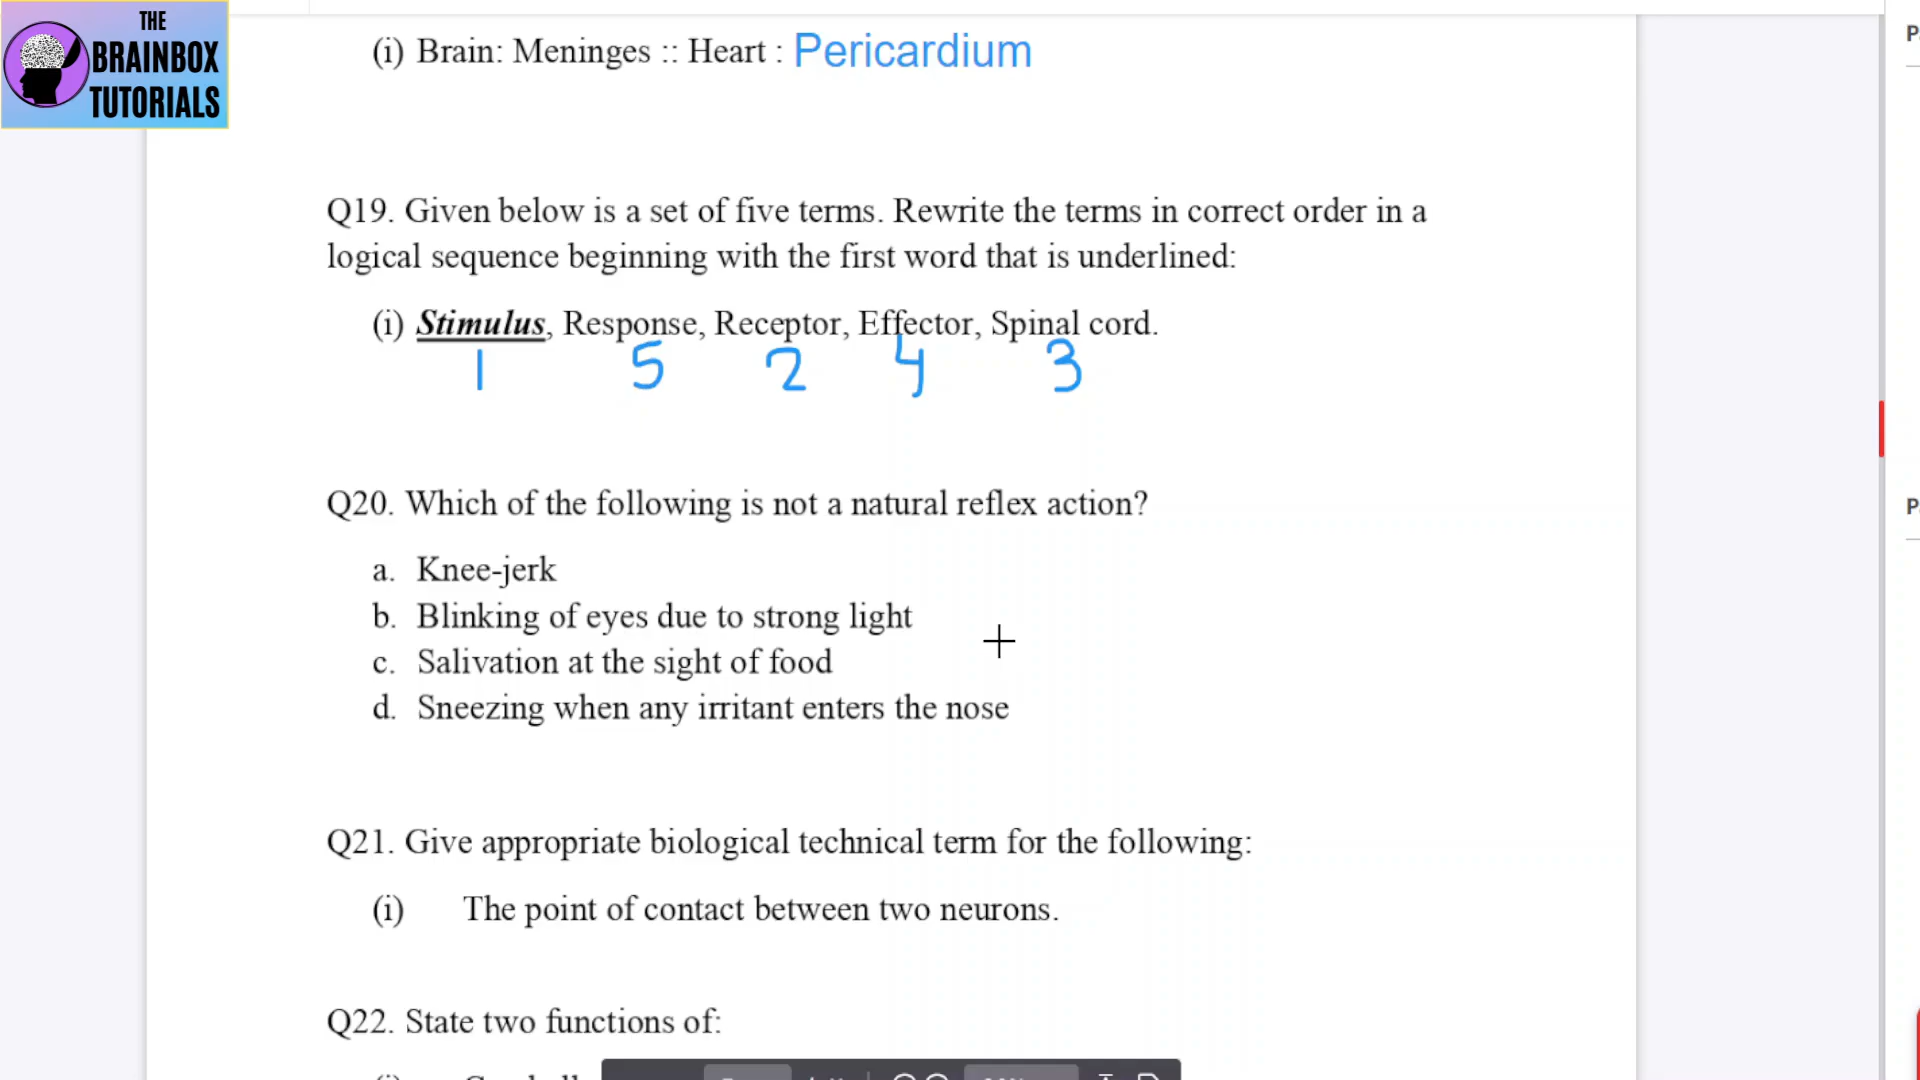 THE
BRAINBOX
TUTORIALS
(i) Brain: Meninges :: Heart : Pericardium
Q19. Given below is a set of five terms. Rewrite the terms in correct order in a
logical sequence beginning with the first word that is underlined:
(i) Stimulus, Response, Receptor, Effector, Spinal cord.
1 5 2 4 3
Q20. Which of the following is not a natural reflex action?
a. Knee-jerk
b. Blinking of eyes due to strong light
c. Salivation at the sight of food
d. Sneezing when any irritant enters the nose
Q21. Give appropriate biological technical term for the following:
(i) The point of contact between two neurons.
Q22. State two functions of: